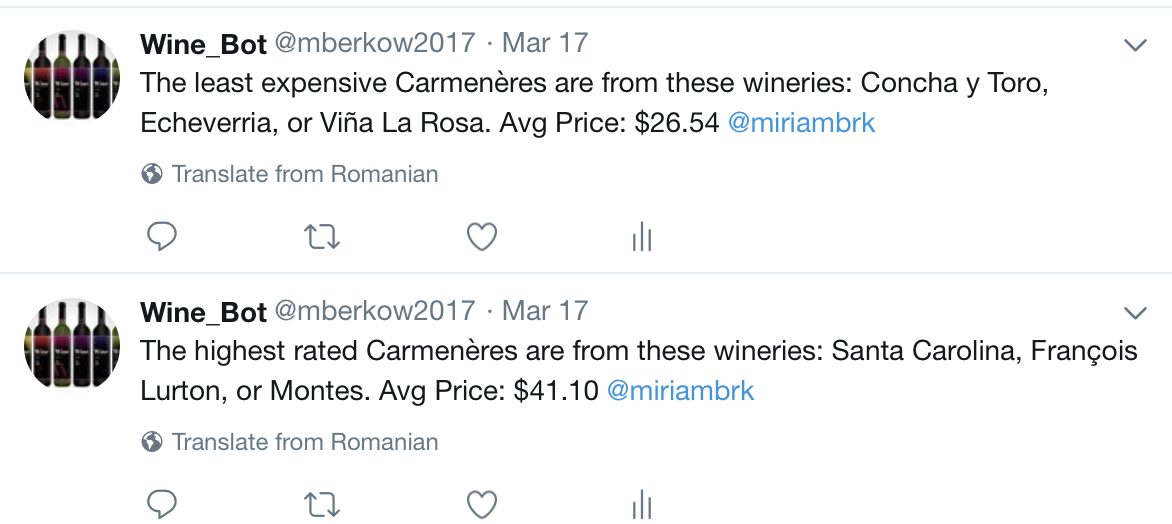 Wine_Bot @mberkow2017 · Mar 17
The least expensive Carmenères are from these wineries: Concha y Toro,
Echeverria, or Viña La Rosa. Avg Price: $26.54 @miriambrk
Translate from Romanian
Wine_Bot @mberkow2017 · Mar 17
The highest rated Carmenères are from these wineries: Santa Carolina, François
Lurton, or Montes. Avg Price: $41.10 @miriambrk
Translate from Romanian